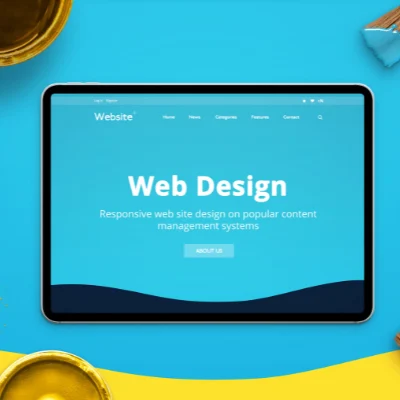 Log in Register
Website
Home News Categories Features Contact
Web Design
Responsive web site design on popular content
management systems
ABOUT US